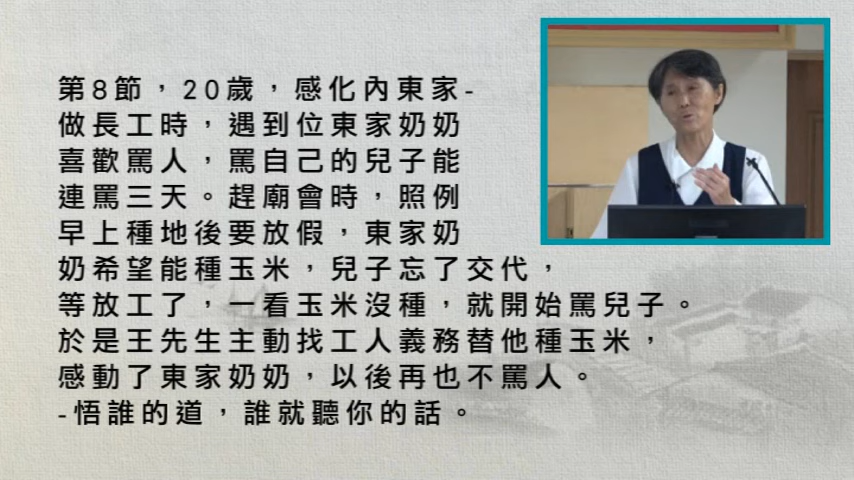 第8節，20歲，感化內東家-
做長工時，遇到位東家奶奶
喜歡罵人，罵自己的兒子能
連罵三天。趕廟會時，照例
早上種地後要放假，東家奶
奶希望能種玉米，兒子忘了交代，
等放工了，一看玉米沒種，就開始罵兒子。
於是王先生主動找工人義務替他種玉米，
感動了東家奶奶，以後再也不罵人。
-悟誰的道，誰就聽你的話。